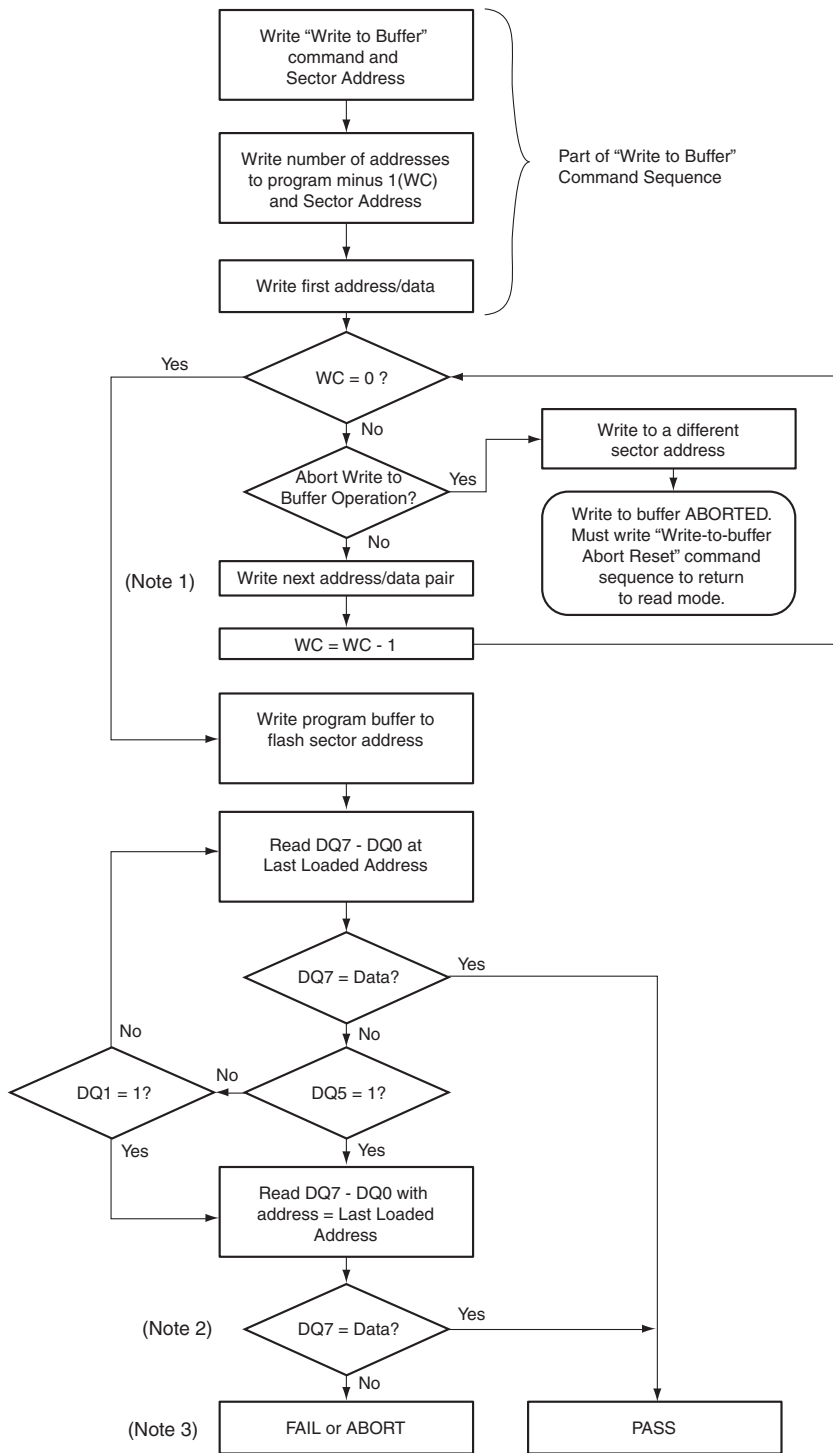 Write “Write to Buffer”
command and
Sector Address
Write number of addresses
to program minus 1(WC)
and Sector Address
Part of “Write to Buffer”
Command Sequence
Write first address/data
Yes
WC = 0 ?
No
Abort Write to
Buffer Operation?
Yes
Write to a different
sector address
Write to buffer ABORTED.
Must write “Write-to-buffer
Abort Reset” command
sequence to return
to read mode.
No
(Note 1)
Write next address/data pair
WC = WC - 1
Write program buffer to
flash sector address
Read DQ7 - DQ0 at
Last Loaded Address
DQ7 = Data?
Yes
No
No
DQ1 = 1?
No
DQ5 = 1?
Yes
Yes
Read DQ7 - DQ0 with
address = Last Loaded
Address
(Note 2)
DQ7 = Data?
Yes
No
(Note 3)
FAIL or ABORT
PASS